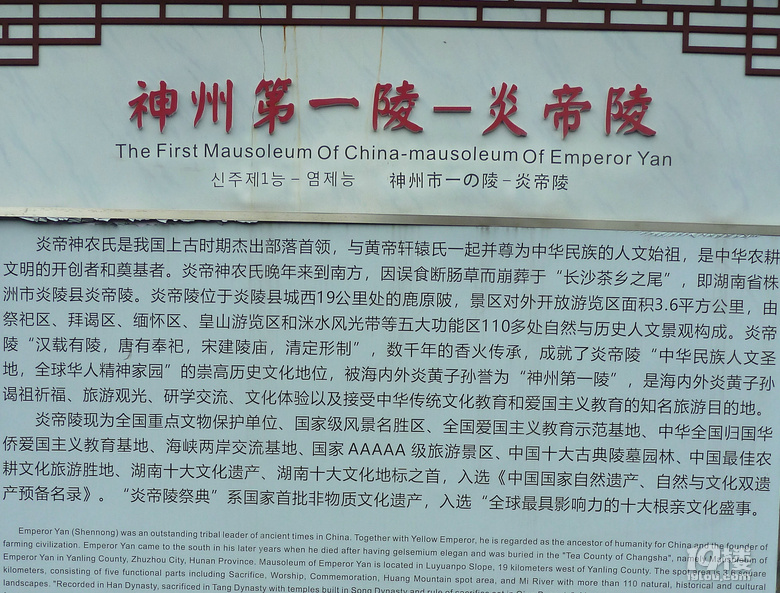 神州第一陵—炎帝陵
The First Mausoleum Of China-mausoleum Of Emperor Yan
신주제1능 – 염제능 神州市一の陵－炎帝陵
炎帝神农氏是我国上古时期杰出部落首领，与黄帝轩辕氏一起并尊为中华民族的人文始祖，是中华农耕
文明的开创者和奠基者。炎帝神农氏晚年来到南方，因误食断肠草而崩葬于“长沙茶乡之尾”，即湖南省株
洲市炎陵县炎帝陵。炎帝陵位于炎陵县城西19公里处的鹿原陂，景区对外开放游览区面积3.6平方公里，由
祭祀区、拜谒区、缅怀区、皇山游览区和洣水风光带等五大功能区110多处自然与历史人文景观构成。炎帝
陵“汉载有陵，唐有奉祀，宋建陵庙，清定形制”，数千年的香火传承，成就了炎帝陵“中华民族人文圣
地，全球华人精神家园”的崇高历史文化地位，被海内外炎黄子孙誉为“神州第一陵”，是海内外炎黄子孙
谒祖祈福、旅游观光、研学交流、文化体验以及接受中华传统文化教育和爱国主义教育的知名旅游目的地。
炎帝陵现为全国重点文物保护单位、国家级风景名胜区、全国爱国主义教育示范基地、中华全国归国华
侨爱国主义教育基地、海峡两岸交流基地、国家 AAAAA 级旅游景区、中国十大古典陵墓园林、中国最佳农
耕文化旅游胜地、湖南十大文化遗产、湖南十大文化地标之首，入选《中国国家自然遗产、自然与文化双遗
产预备名录》。“炎帝陵祭典”系国家首批非物质文化遗产，入选“全球最具影响力的十大根亲文化盛事。
Emperor Yan (Shennong) was an outstanding tribal leader of ancient times in China. Together with Yellow Emperor, he is regarded as the ancestor of humanity for China and the founder of
farming civilization. Emperor Yan came to the south in his later years when he died after having gelsemium elegan and was buried in the "Tea County of Changsha", namely Mausoleum of
Emperor Yan in Yanling County, Zhuzhou City, Hunan Province. Mausoleum of Emperor Yan is located in Luyuanpo Slope, 19 kilometers west of Yanling County. The spot area 3.6 square
kilometers, consisting of five functional parts including Sacrifice, Worship, Commemoration, Huang Mountain spot area, and Mi River with more than 110 natural, historical and cultural
landscapes. "Recorded in Han Dynasty, sacrificed in Tang Dynasty with temples built in Song Dynasty and
19楼
19lou.com